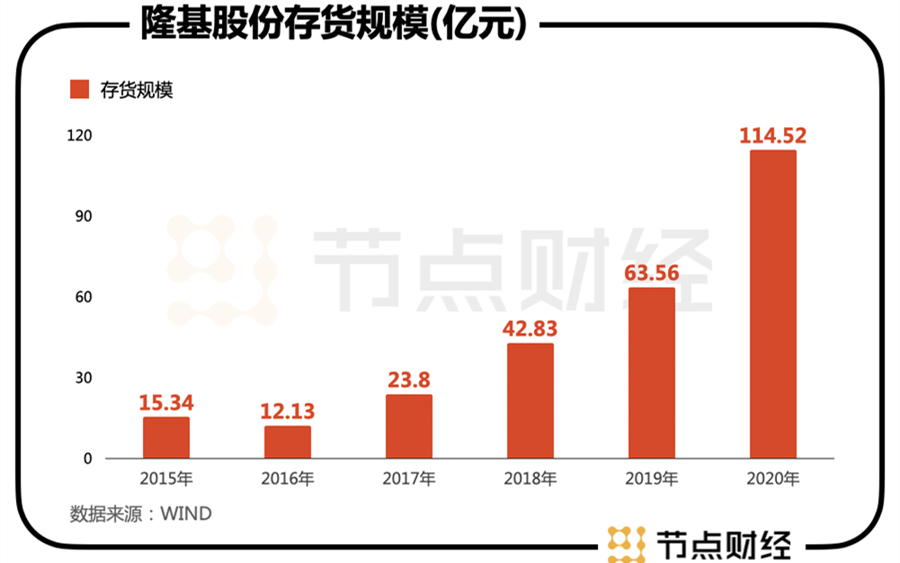 隆基股份存货规模(亿元)
存货规模
120
90
60
30
0
15.34
12.13
23.8
42.83
63.56
114.52
2015年
2016年
2017年
2018年
2019年
2020年
节点财经
数据来源：WIND
节点财经